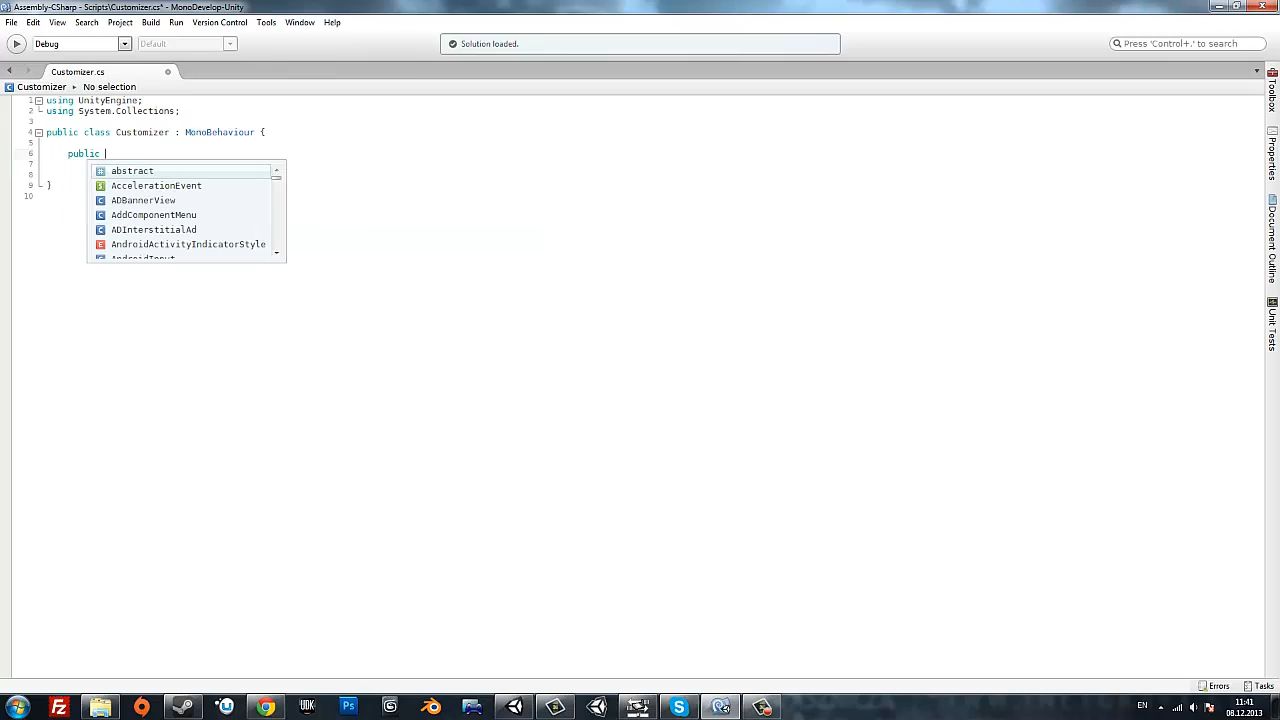 Assembly-CSharp - Scripts\Customizer.cs* - MonoDevelop-Unity
File Edit View Search Project Build Run Version Control Tools Window Help
Debug Default Solution loaded. Press 'Control+.' to search
Customizer.cs
Customizer ▸ No selection
1 using UnityEngine;
2 using System.Collections;
3
4 public class Customizer : MonoBehaviour {
5
6 public
7
8
9 }
10
abstract
AccelerationEvent
ADBannerView
AddComponentMenu
ADInterstitialAd
AndroidActivityIndicatorStyle
AndroidInput
Toolbox
Properties
Document Outline
Unit Tests
Errors Tasks
EN 11:41
08.12.2013